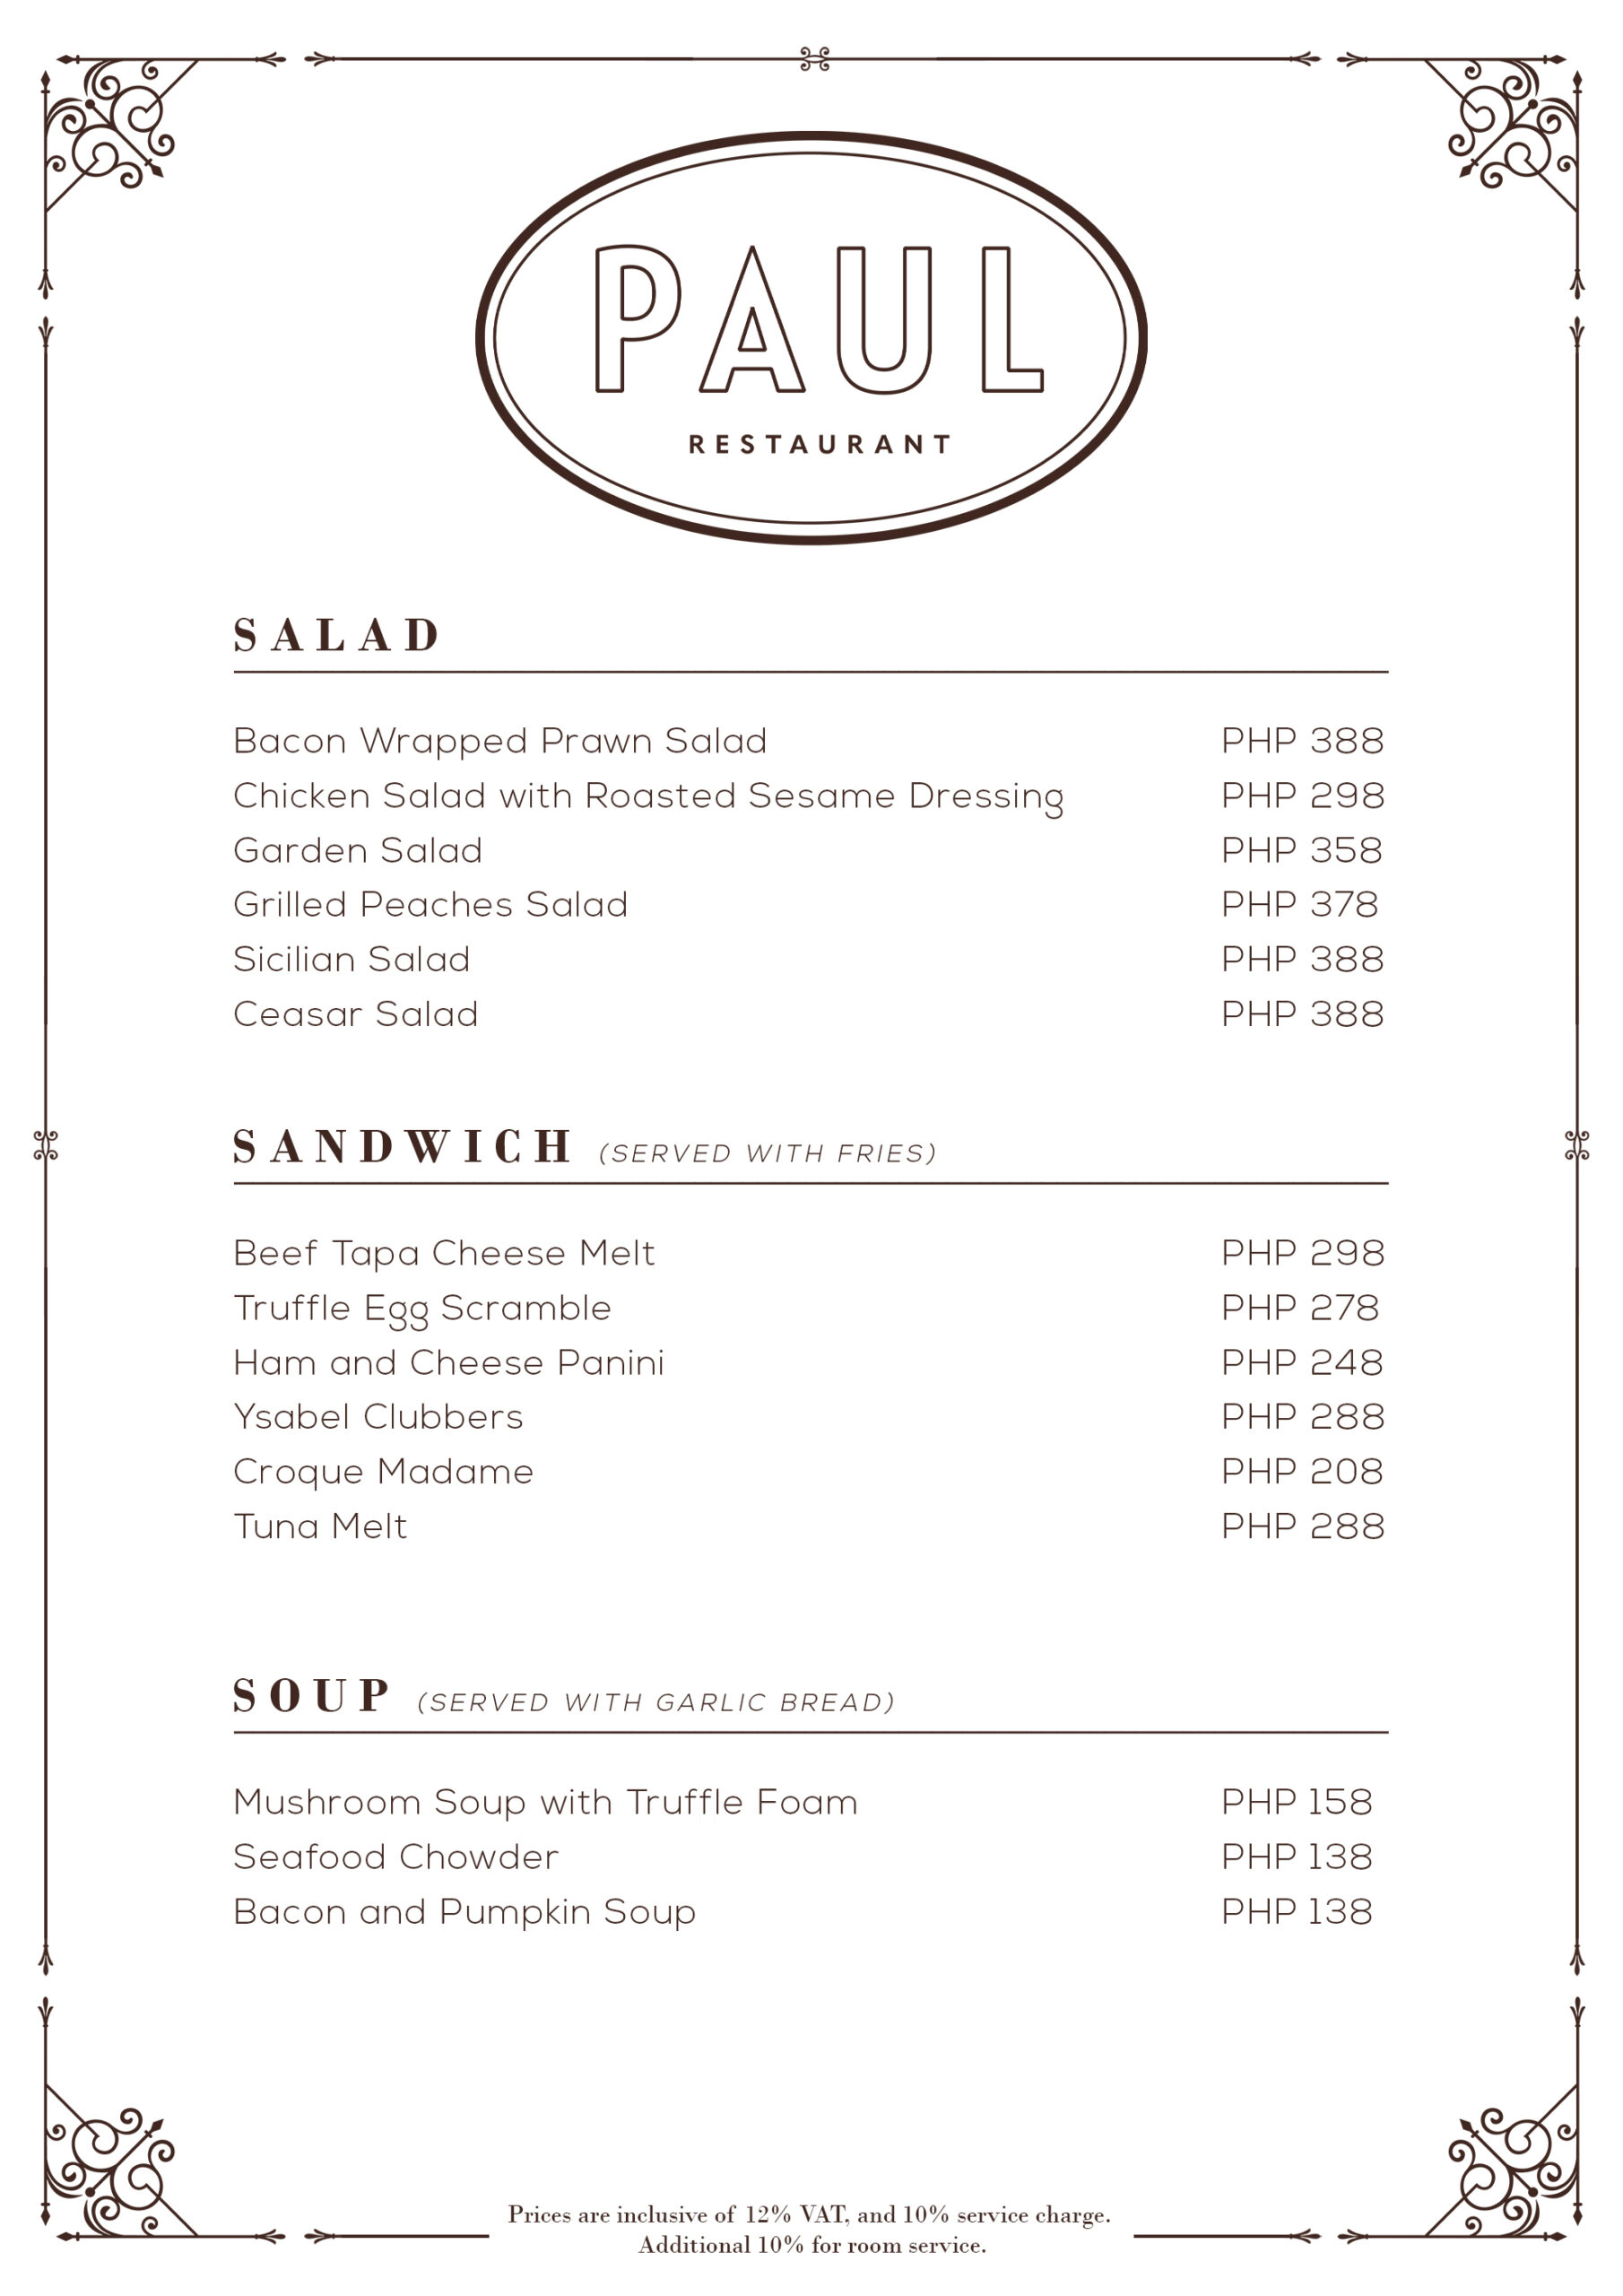 PAUL
RESTAURANT
SALAD
Bacon Wrapped Prawn Salad PHP 388
Chicken Salad with Roasted Sesame Dressing PHP 298
Garden Salad PHP 358
Grilled Peaches Salad PHP 378
Sicilian Salad PHP 388
Ceasar Salad PHP 388
SANDWICH (SERVED WITH FRIES)
Beef Tapa Cheese Melt PHP 298
Truffle Egg Scramble PHP 278
Ham and Cheese Panini PHP 248
Ysabel Clubbers PHP 288
Croque Madame PHP 208
Tuna Melt PHP 288
SOUP (SERVED WITH GARLIC BREAD)
Mushroom Soup with Truffle Foam PHP 158
Seafood Chowder PHP 138
Bacon and Pumpkin Soup PHP 138
Prices are inclusive of 12% VAT, and 10% service charge.
Additional 10% for room service.